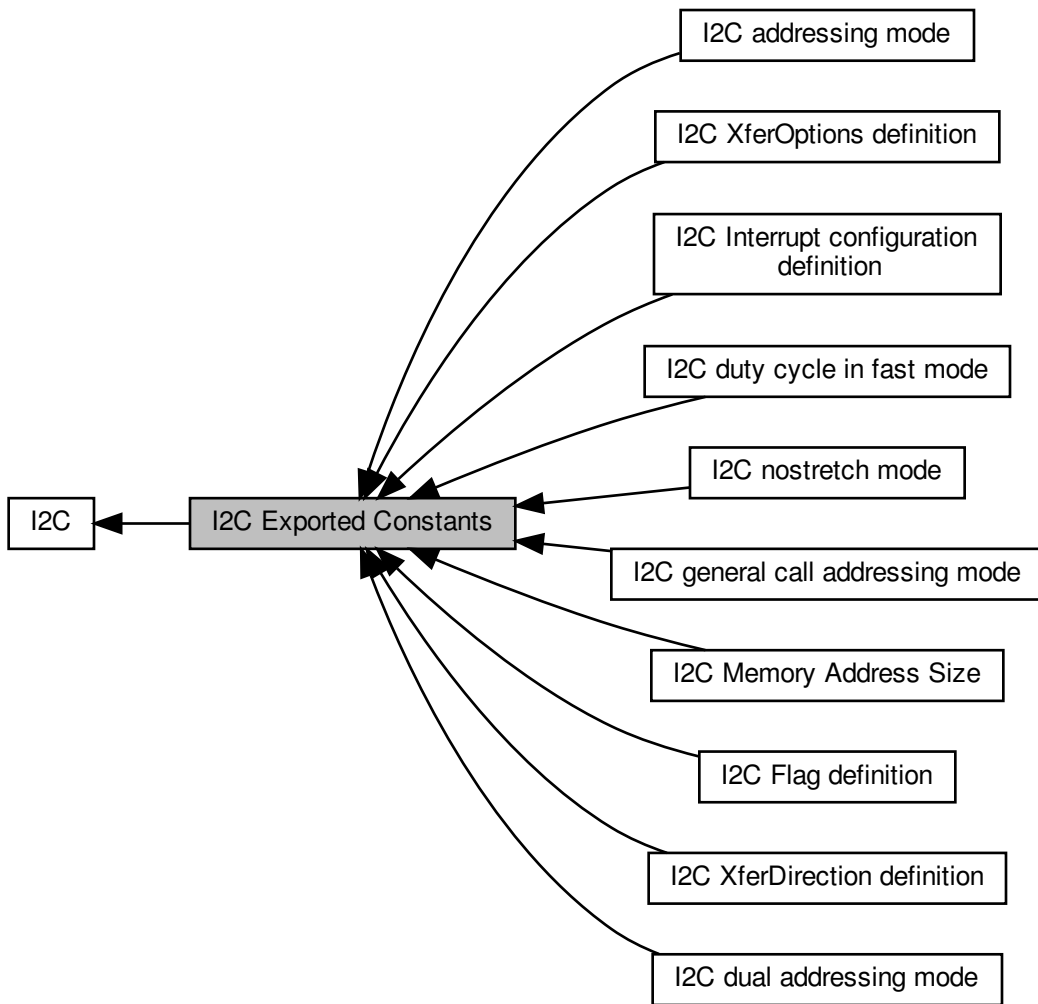 I2C addressing mode
I2C XferOptions definition
I2C Interrupt configuration
definition
I2C duty cycle in fast mode
I2C nostretch mode
I2C
I2C Exported Constants
I2C general call addressing mode
I2C Memory Address Size
I2C Flag definition
I2C XferDirection definition
I2C dual addressing mode